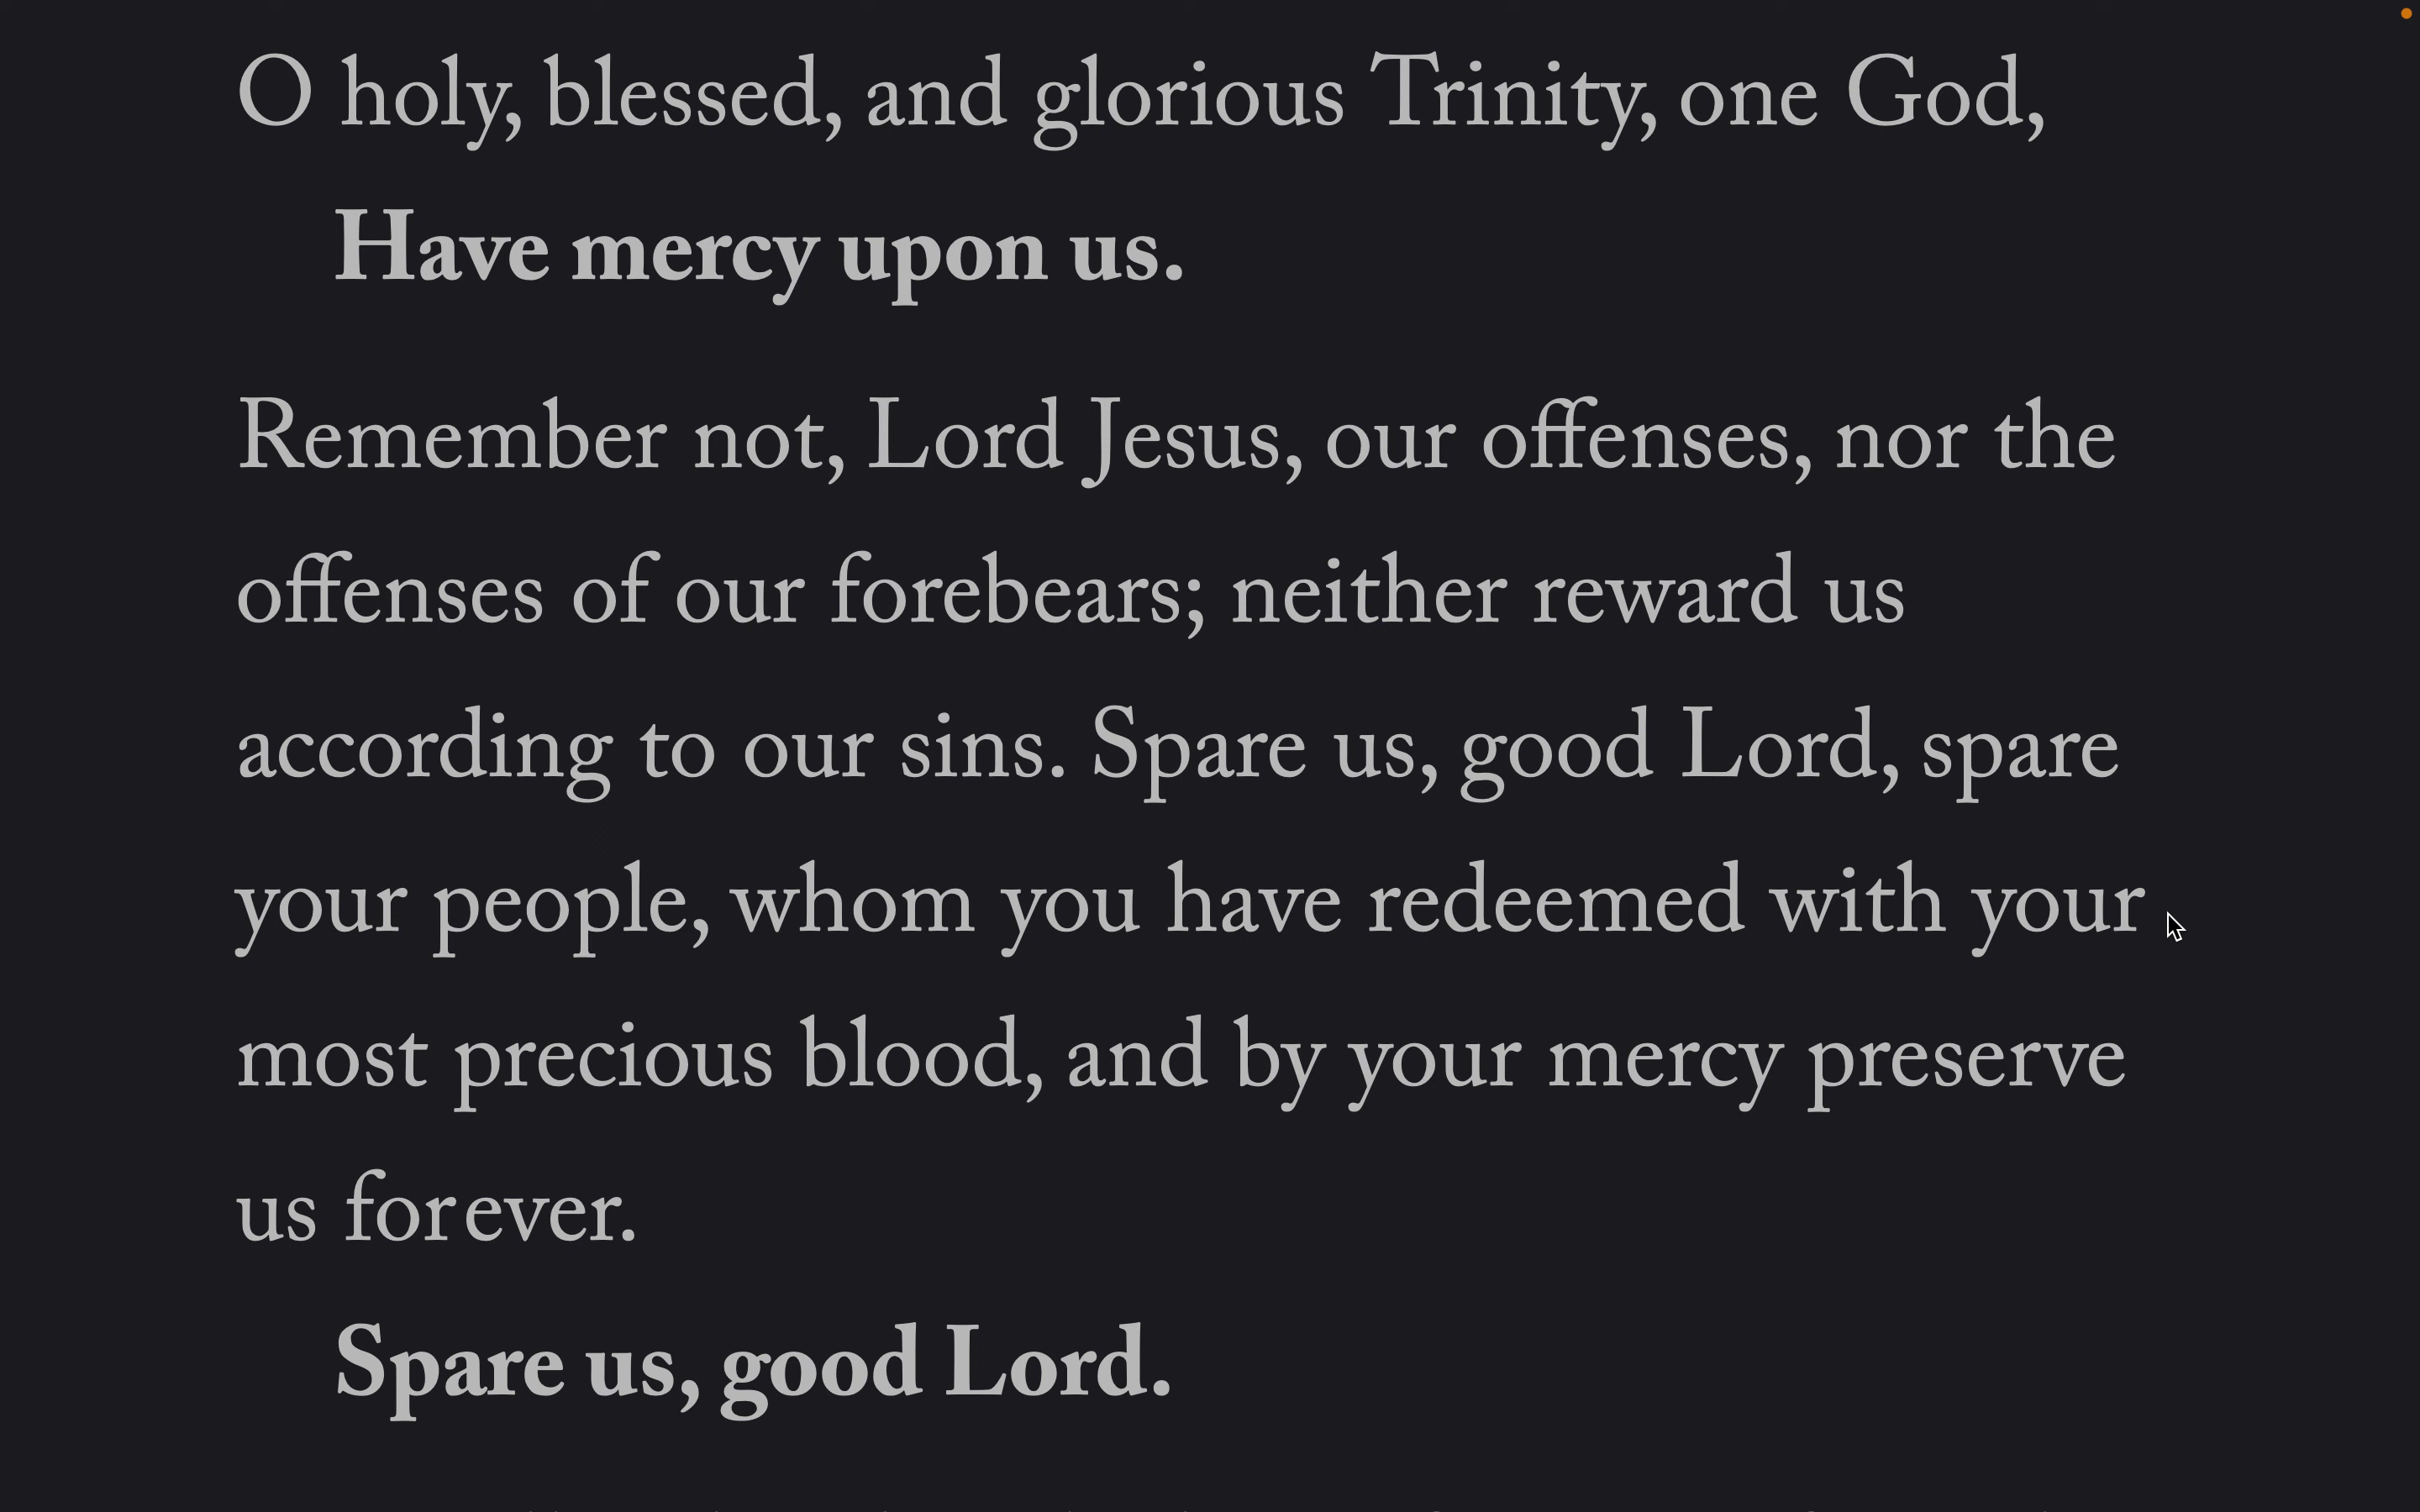 O holy, blessed, and glorious Trinity, one God,
Have mercy upon us.
Remember not, Lord Jesus, our offenses, nor the
offenses of our forebears; neither reward us
according to our sins. Spare us, good Lord, spare
your people, whom you have redeemed with your
most precious blood, and by your mercy preserve
us forever.
Spare us, good Lord.